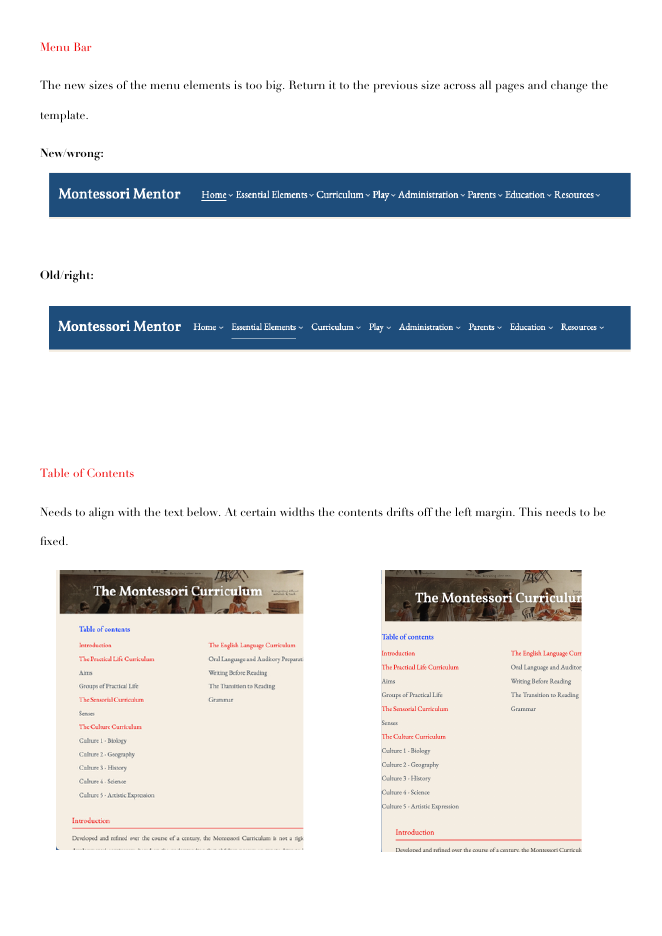 Menu Bar
The new sizes of the menu elements is too big. Return it to the previous size across all pages and change the
template.
New/wrong:
Montessori Mentor Home Essential Elements Curriculum Play Administration Parents Education Resources
Old/right:
Montessori Mentor Home Essential Elements Curriculum Play Administration Parents Education Resources
Table of Contents
Needs to align with the text below. At certain widths the contents drifts off the left margin. This needs to be
fixed.
The Montessori Curriculum
Table of contents
Introduction
The Practical Life Curriculum
Aims
Groups of Practical Life
The Sensorial Curriculum
Senses
The Culture Curriculum
Culture 1 - Biology
Culture 2 - Geography
Culture 3 - History
Culture 4 - Science
Culture 5 - Artistic Expression
The English Language Curriculum
Oral Language and Auditory Preparat
Writing Before Reading
The Transition to Reading
Grammar
Introduction
Developed and refined over the course of a century, the Montessori Curriculum is not a rigi
The Montessori Curriculum
Table of contents
Introduction
The Practical Life Curriculum
Aims
Groups of Practical Life
The Sensorial Curriculum
Senses
The Culture Curriculum
Culture 1 - Biology
Culture 2 - Geography
Culture 3 - History
Culture 4 - Science
Culture 5 - Artistic Expression
The English Language Curr
Oral Language and Auditor
Writing Before Reading
The Transition to Reading
Grammar
Introduction
Developed and refined over the course of a century, the Montessori Curricul